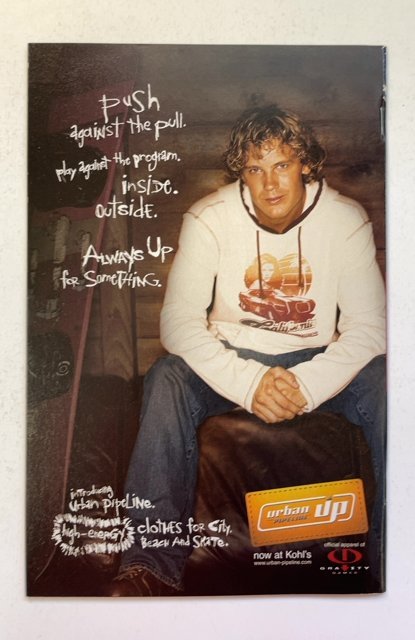 push
against the pull.
play against the program.
inside.
outside.
ALWAYS UP
for SomeTHING.
introducing
Urban PipeLine.
High-energy clothes for City,
Beach And Skate.
urban UP
PIPELINE
now at Kohl's
www.urban-pipeline.com
official apparel of
GRAVITY
GAMES
California